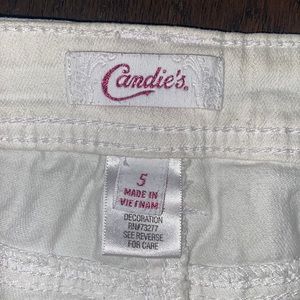 Candie's®
5
MADE IN
VIETNAM
DECORATION
RN#73277
SEE REVERSE
FOR CARE